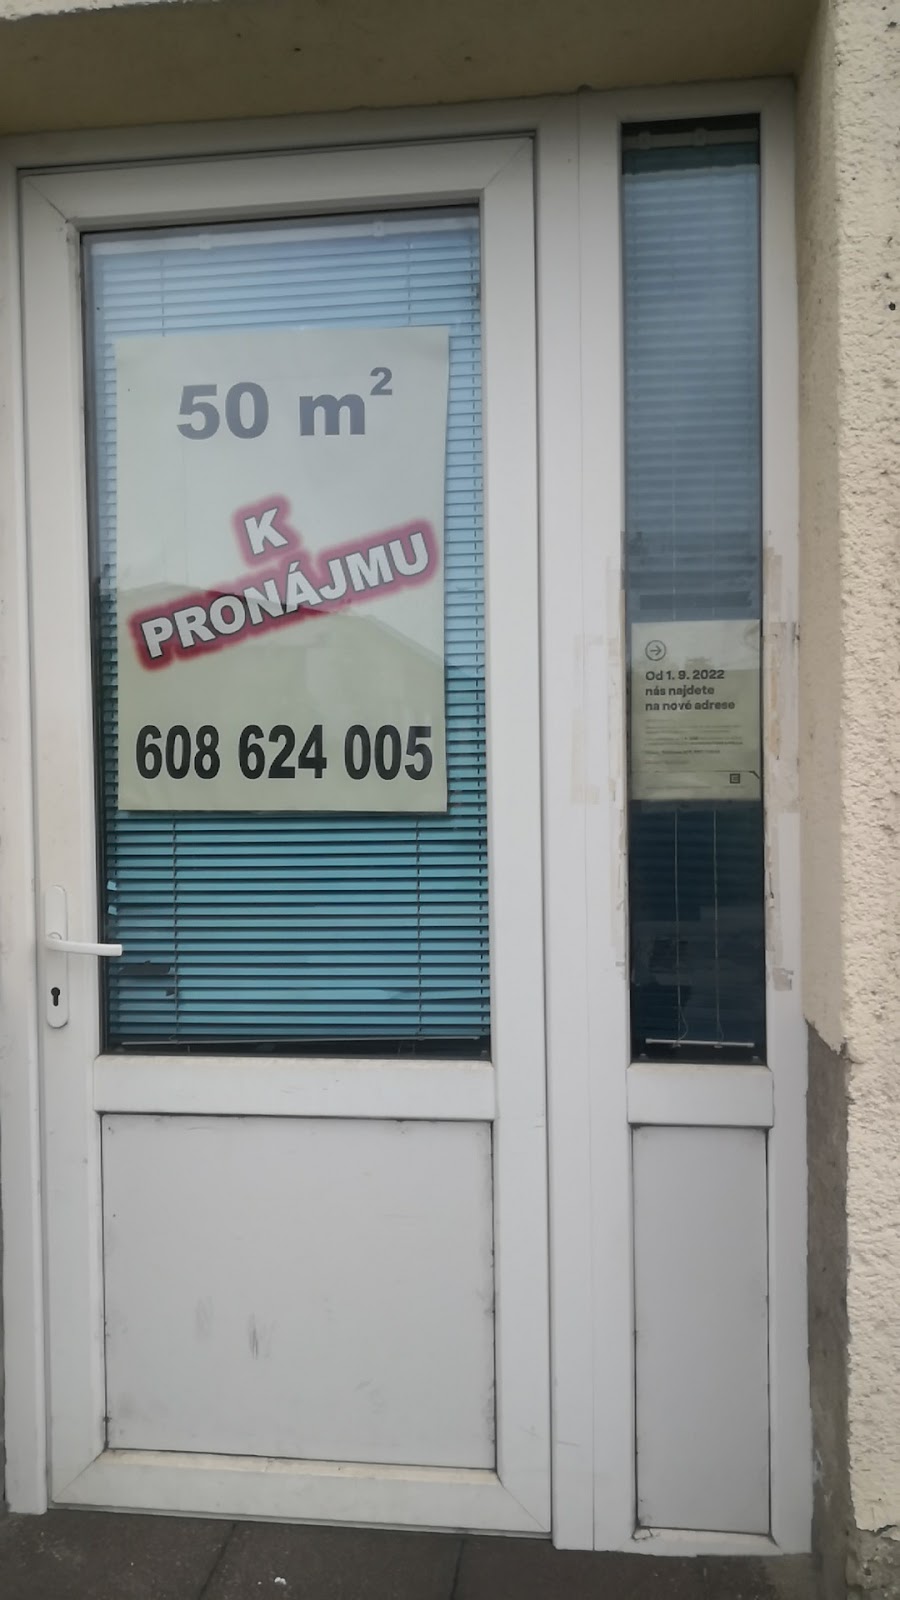 50 m²
K
PRONÁJMU
608 624 005
Od 1. 9. 2022
nás najdete
na nové adrese